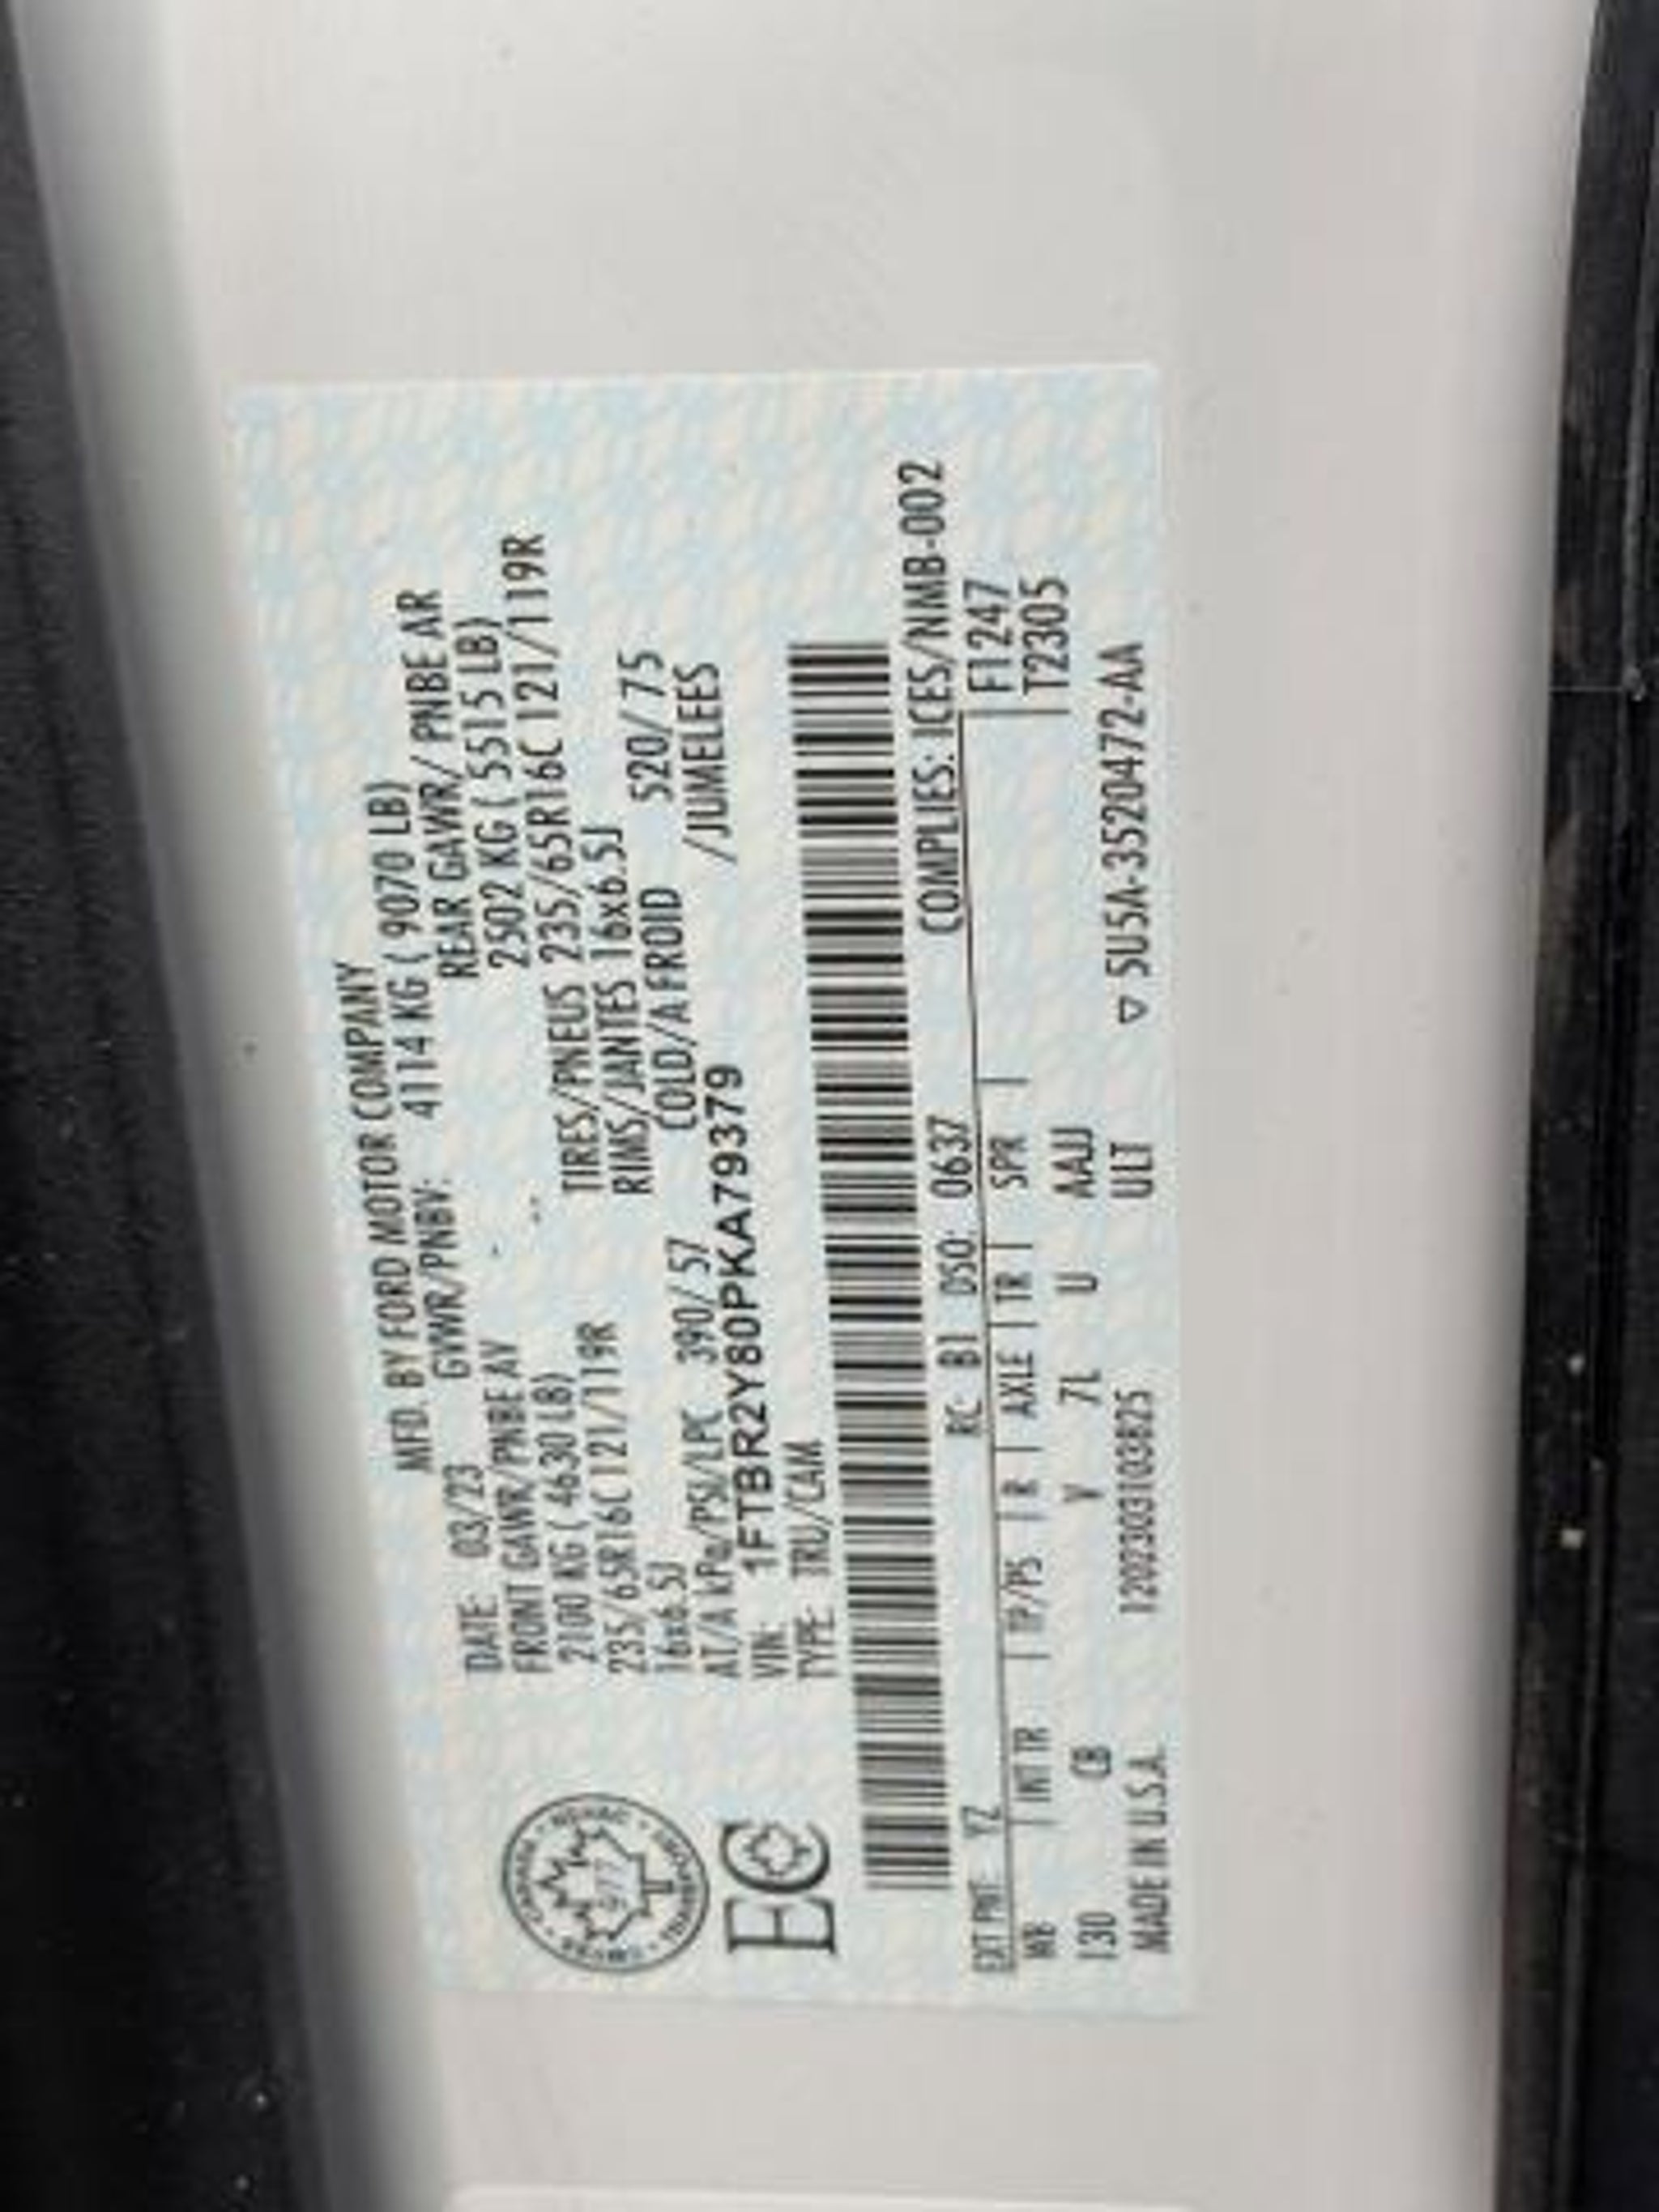 MFD. BY FORD MOTOR COMPANY
DATE: 03/23 GVWR/PNBV: 4114 KG ( 9070 LB)
FRONT GAWR/PNBE AV REAR GAWR/ PNBE AR
2100 KG ( 4630 LB) 2502 KG ( 5515 LB)
235/65R16C 121/119R TIRES/PNEUS 235/65R16C 121/119R
16x6.5J RIMS/JANTES 16x6.5J
AT/A kPa/PSI/LPC 390/57 COLD/A FROID 520/75
VIN: 1FTBR2Y80PKA79379 /JUMELEES
TYPE: TRU/CAM
EC
COMPLIES: ICES/NMB-002
EXT PNT: YZ RC: B1 DSO: 0637 F1247
WB | INT TR | TP/PS | R | AXLE | TR | SPR | T2305
130 CB V 7L U AAJJ
MADE IN U.S.A. ULT ▽ 5U5A-3520472-AA